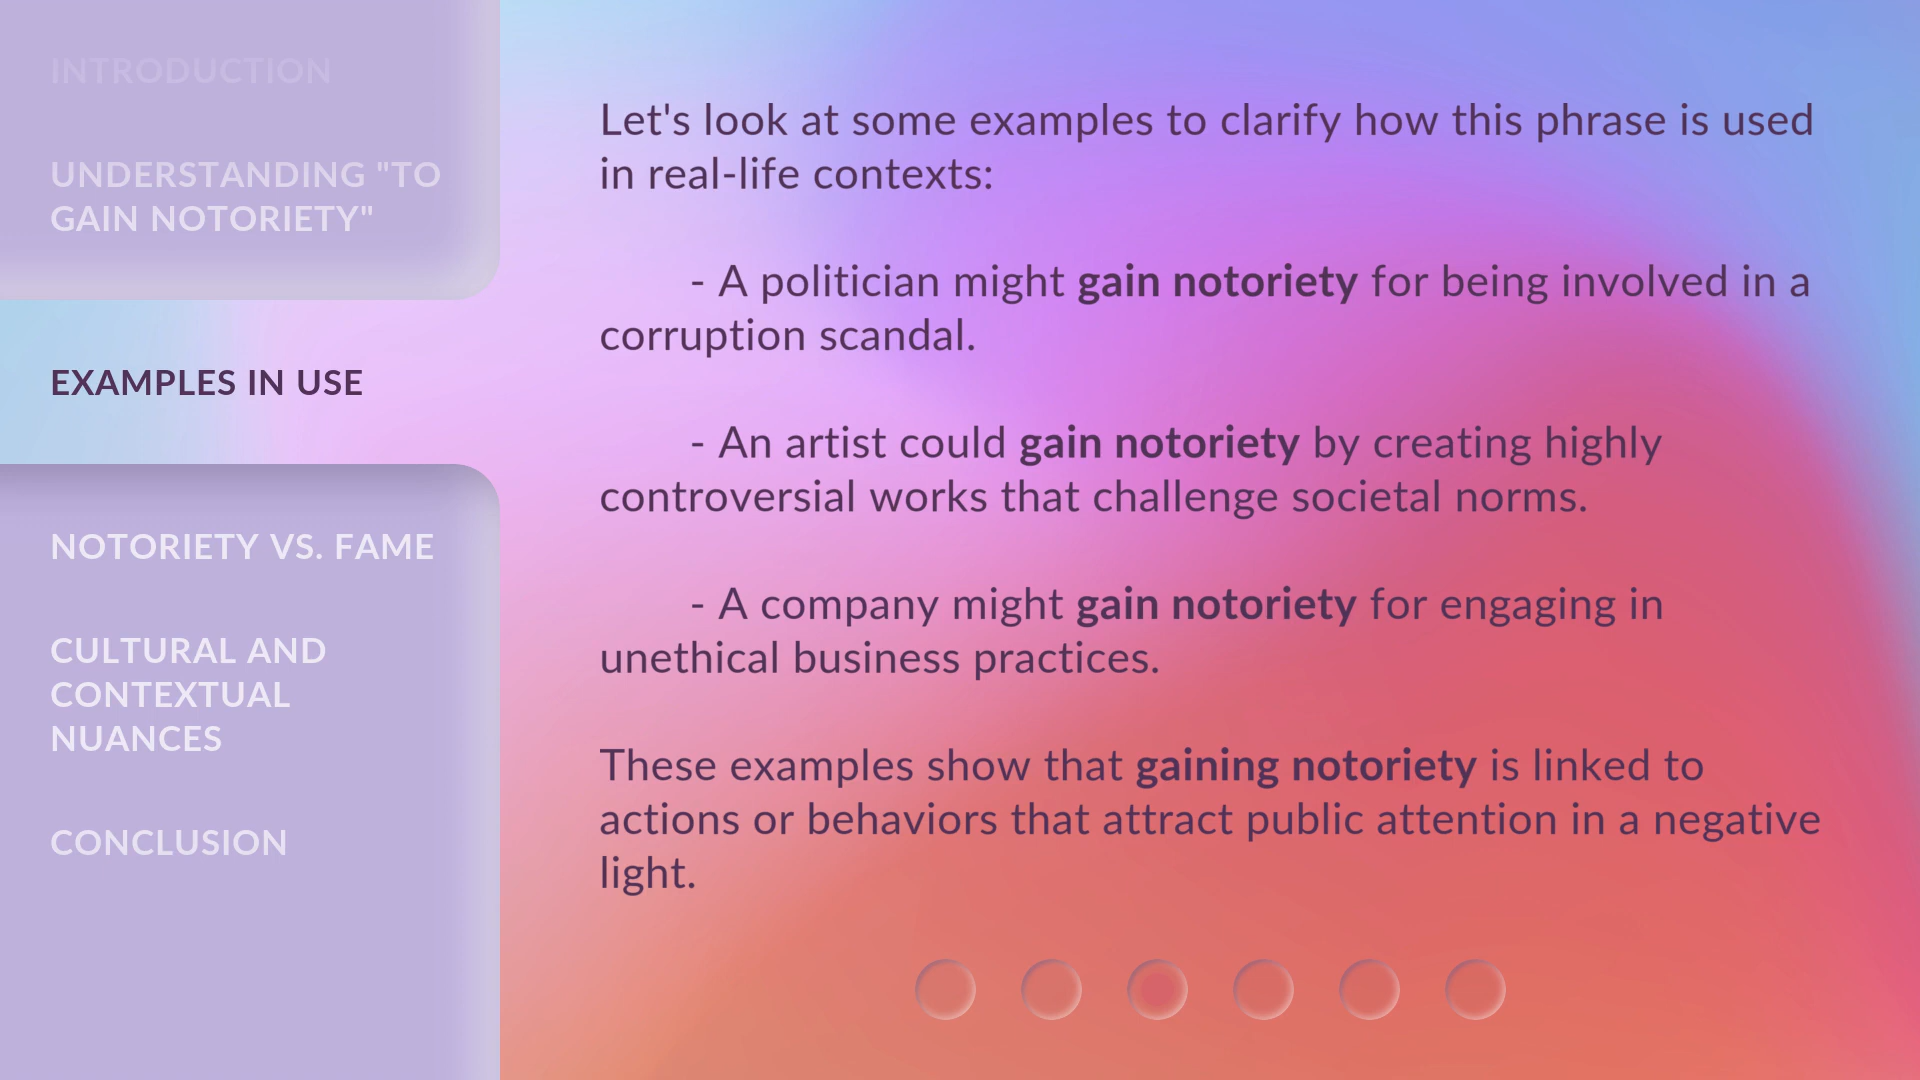 INTRODUCTION
UNDERSTANDING "TO
GAIN NOTORIETY"
EXAMPLES IN USE
NOTORIETY VS. FAME
CULTURAL AND
CONTEXTUAL
NUANCES
CONCLUSION
Let's look at some examples to clarify how this phrase is used
in real-life contexts:
- A politician might gain notoriety for being involved in a
corruption scandal.
- An artist could gain notoriety by creating highly
controversial works that challenge societal norms.
- A company might gain notoriety for engaging in
unethical business practices.
These examples show that gaining notoriety is linked to
actions or behaviors that attract public attention in a negative
light.